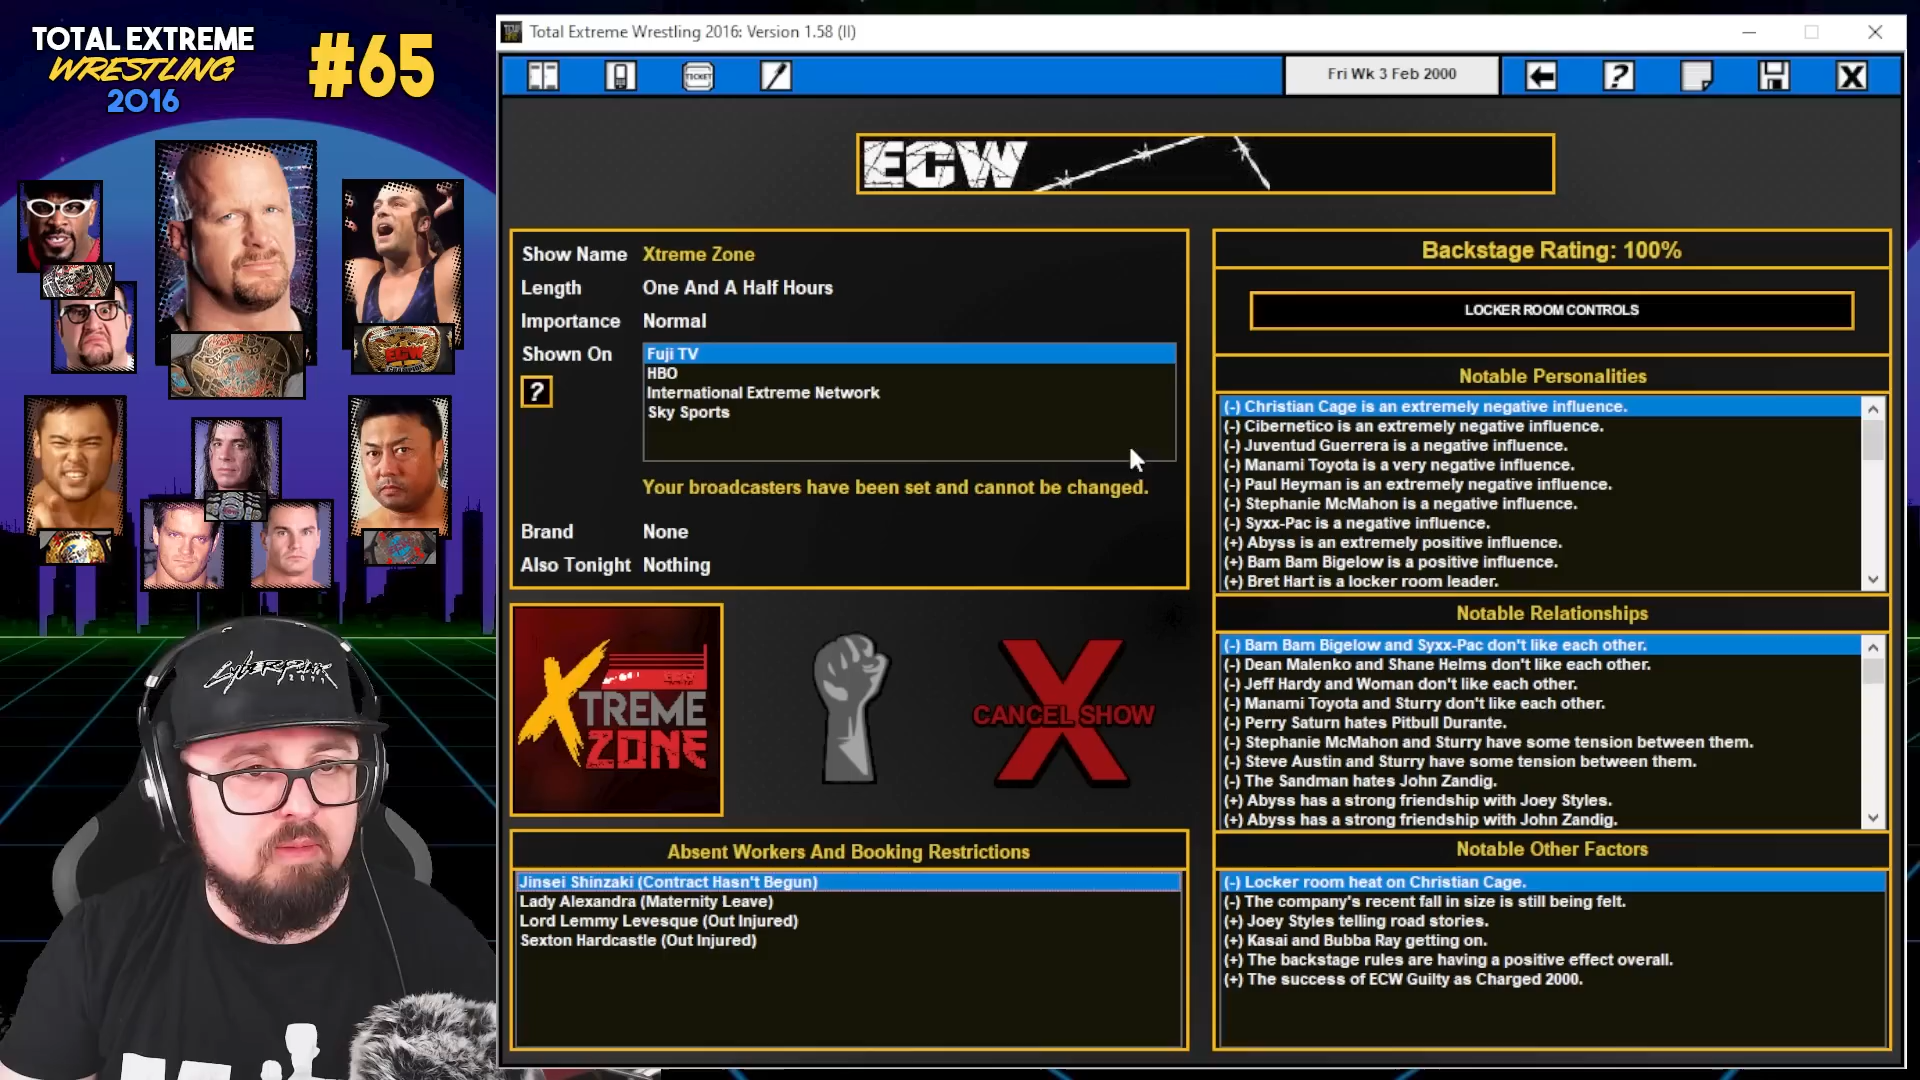 TOTAL EXTREME
WRESTLING
2016
#65
Total Extreme Wrestling 2016: Version 1.58 (II)
TICKET
Fri Wk 3 Feb 2000
?
X
ECW
Show Name Xtreme Zone
Length One And A Half Hours
Importance Normal
Shown On Fuji TV
HBO
International Extreme Network
Sky Sports
?
Your broadcasters have been set and cannot be changed.
Brand None
Also Tonight Nothing
XTREME
ZONE
CANCEL SHOW
Absent Workers And Booking Restrictions
Jinsei Shinzaki (Contract Hasn't Begun)
Lady Alexandra (Maternity Leave)
Lord Lemmy Levesque (Out Injured)
Sexton Hardcastle (Out Injured)
Backstage Rating: 100%
LOCKER ROOM CONTROLS
Notable Personalities
(-) Christian Cage is an extremely negative influence.
(-) Cibernetico is an extremely negative influence.
(-) Juventud Guerrera is a negative influence.
(-) Manami Toyota is a very negative influence.
(-) Paul Heyman is an extremely negative influence.
(-) Stephanie McMahon is a negative influence.
(-) Syxx-Pac is a negative influence.
(+) Abyss is an extremely positive influence.
(+) Bam Bam Bigelow is a positive influence.
(+) Bret Hart is a locker room leader.
Notable Relationships
(-) Bam Bam Bigelow and Syxx-Pac don't like each other.
(-) Dean Malenko and Shane Helms don't like each other.
(-) Jeff Hardy and Woman don't like each other.
(-) Manami Toyota and Sturry don't like each other.
(-) Perry Saturn hates Pitbull Durante.
(-) Stephanie McMahon and Sturry have some tension between them.
(-) Steve Austin and Sturry have some tension between them.
(-) The Sandman hates John Zandig.
(+) Abyss has a strong friendship with Joey Styles.
(+) Abyss has a strong friendship with John Zandig.
Notable Other Factors
(-) Locker room heat on Christian Cage.
(-) The company's recent fall in size is still being felt.
(+) Joey Styles telling road stories.
(+) Kasai and Bubba Ray getting on.
(+) The backstage rules are having a positive effect overall.
(+) The success of ECW Guilty as Charged 2000.
CYBERPUNK
2077